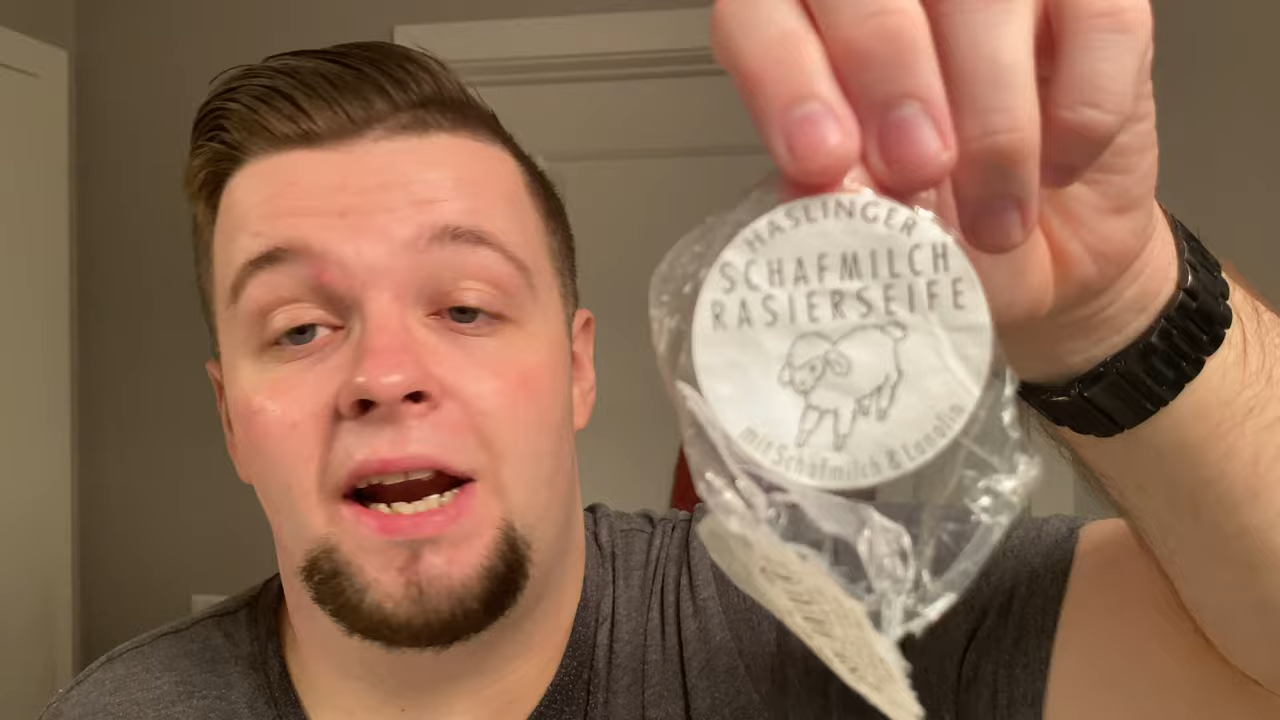 HASLINGER
SCHAFMILCH
RASIERSEIFE
mit Schafmilch & Lanolin